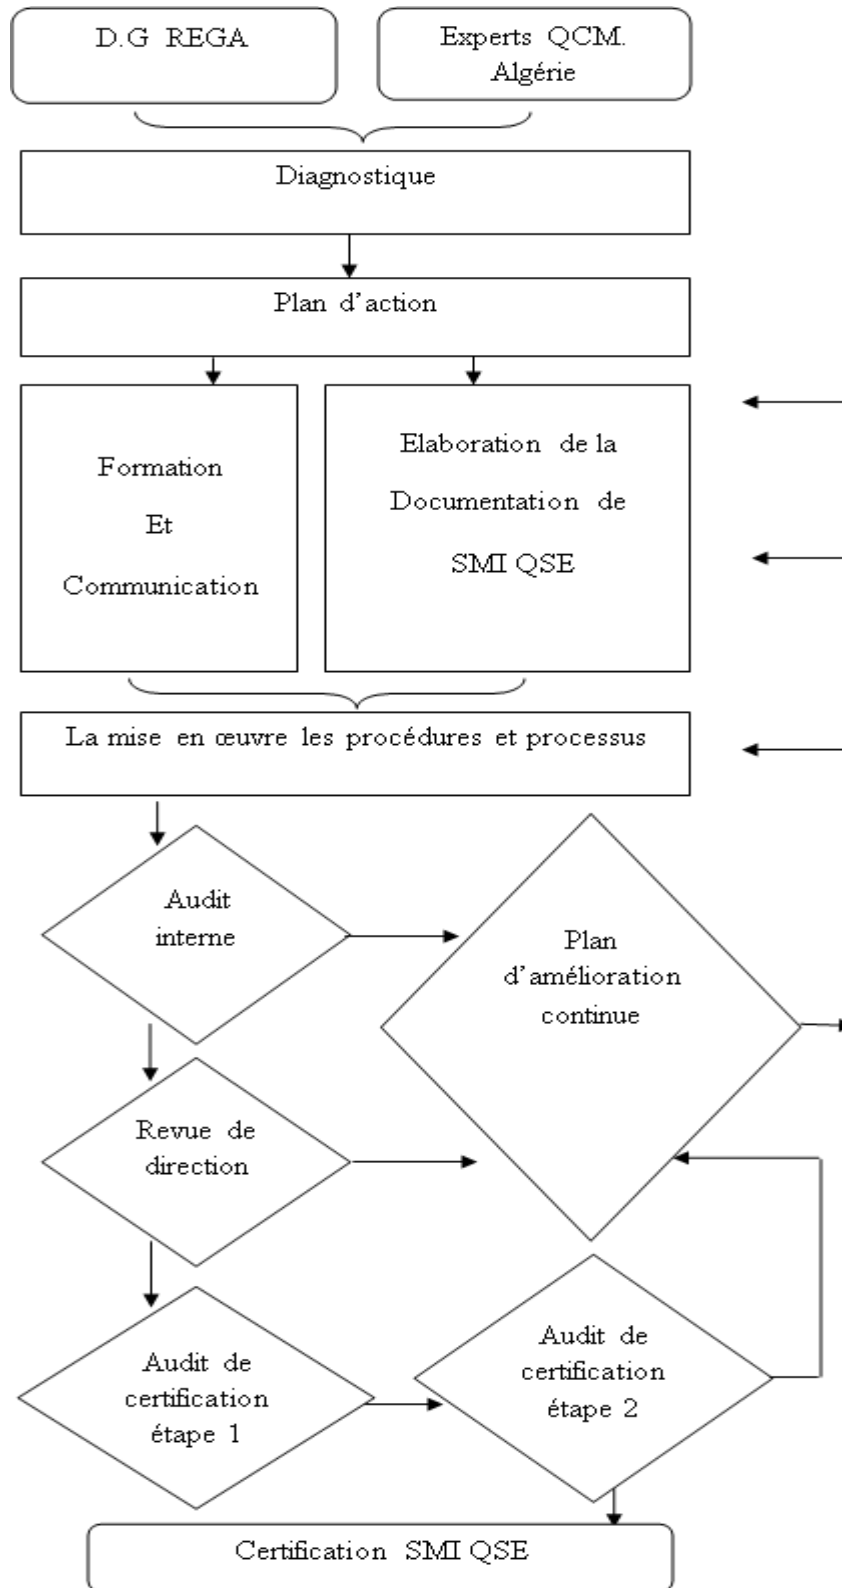 D.G REGA
Experts QCM.
Algérie
Diagnostique
Plan d'action
Formation
Et
Communication
Elaboration de la
Documentation de
SMI QSE
La mise en œuvre les procédures et processus
Audit
interne
Plan
d'amélioration
continue
Revue de
direction
Audit de
certification
étape 1
Audit de
certification
étape 2
Certification SMI QSE